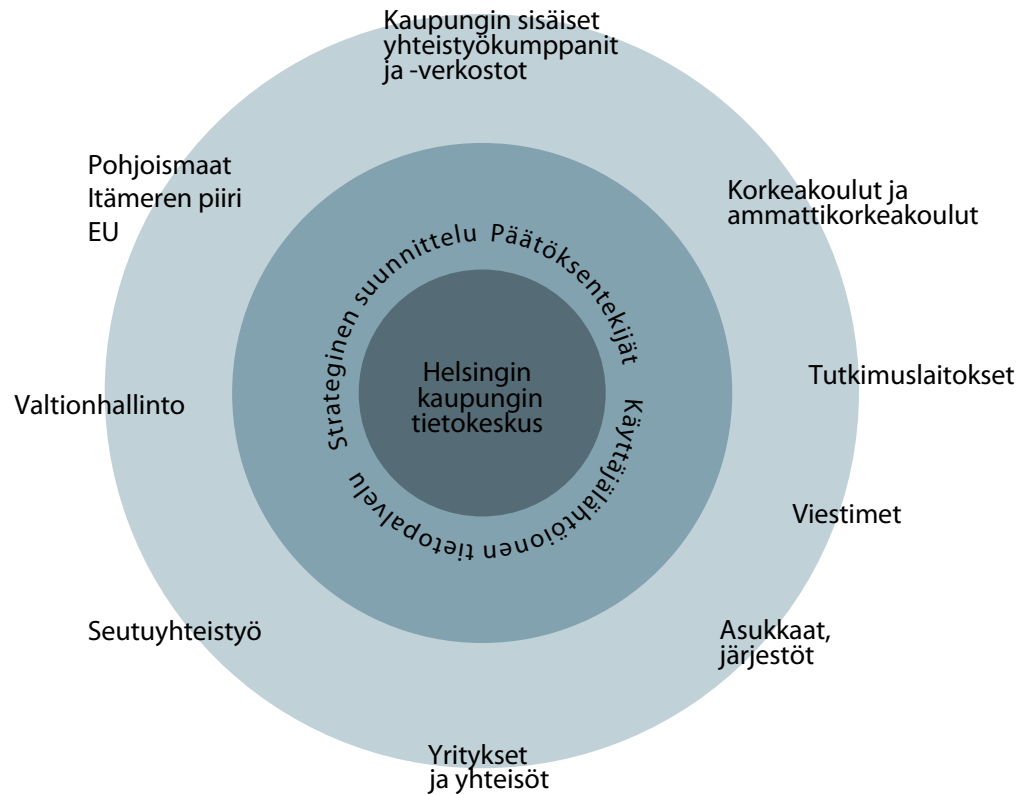 Kaupungin sisäiset
yhteistyökumppanit
ja -verkostot
Pohjoismaat
Itämeren piiri
EU
Korkeakoulut ja
ammattikorkeakoulut
Strateginen suunnittelu
Päätöksentekijät
Helsingin
kaupungin
tietokeskus
Käyttäjälähtöionen tietopalvelu
Tutkimuslaitokset
Valtionhallinto
Viestimet
Seutuyhteistyö
Asukkaat,
järjestöt
Yritykset
ja yhteisöt